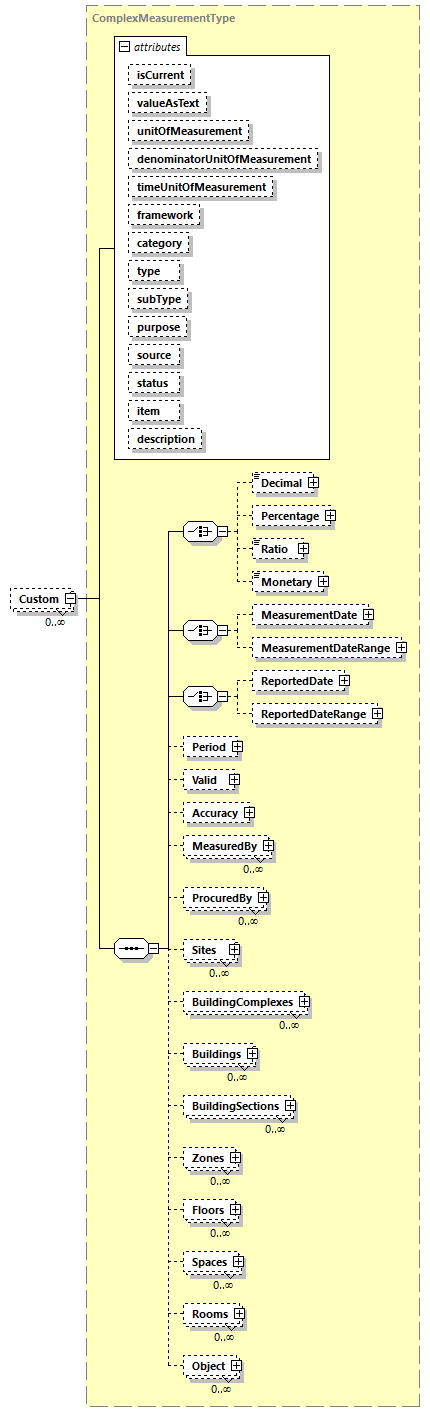 ComplexMeasurementType
attributes
isCurrent
valueAsText
unitOfMeasurement
denominatorUnitOfMeasurement
timeUnitOfMeasurement
framework
category
type
subType
purpose
source
status
item
description
Decimal
Percentage
Ratio
Monetary
Custom
0..∞
MeasurementDate
MeasurementDateRange
ReportedDate
ReportedDateRange
Period
Valid
Accuracy
MeasuredBy
0..∞
ProcuredBy
0..∞
Sites
0..∞
BuildingComplexes
0..∞
Buildings
0..∞
BuildingSections
0..∞
Zones
0..∞
Floors
0..∞
Spaces
0..∞
Rooms
0..∞
Object
0..∞